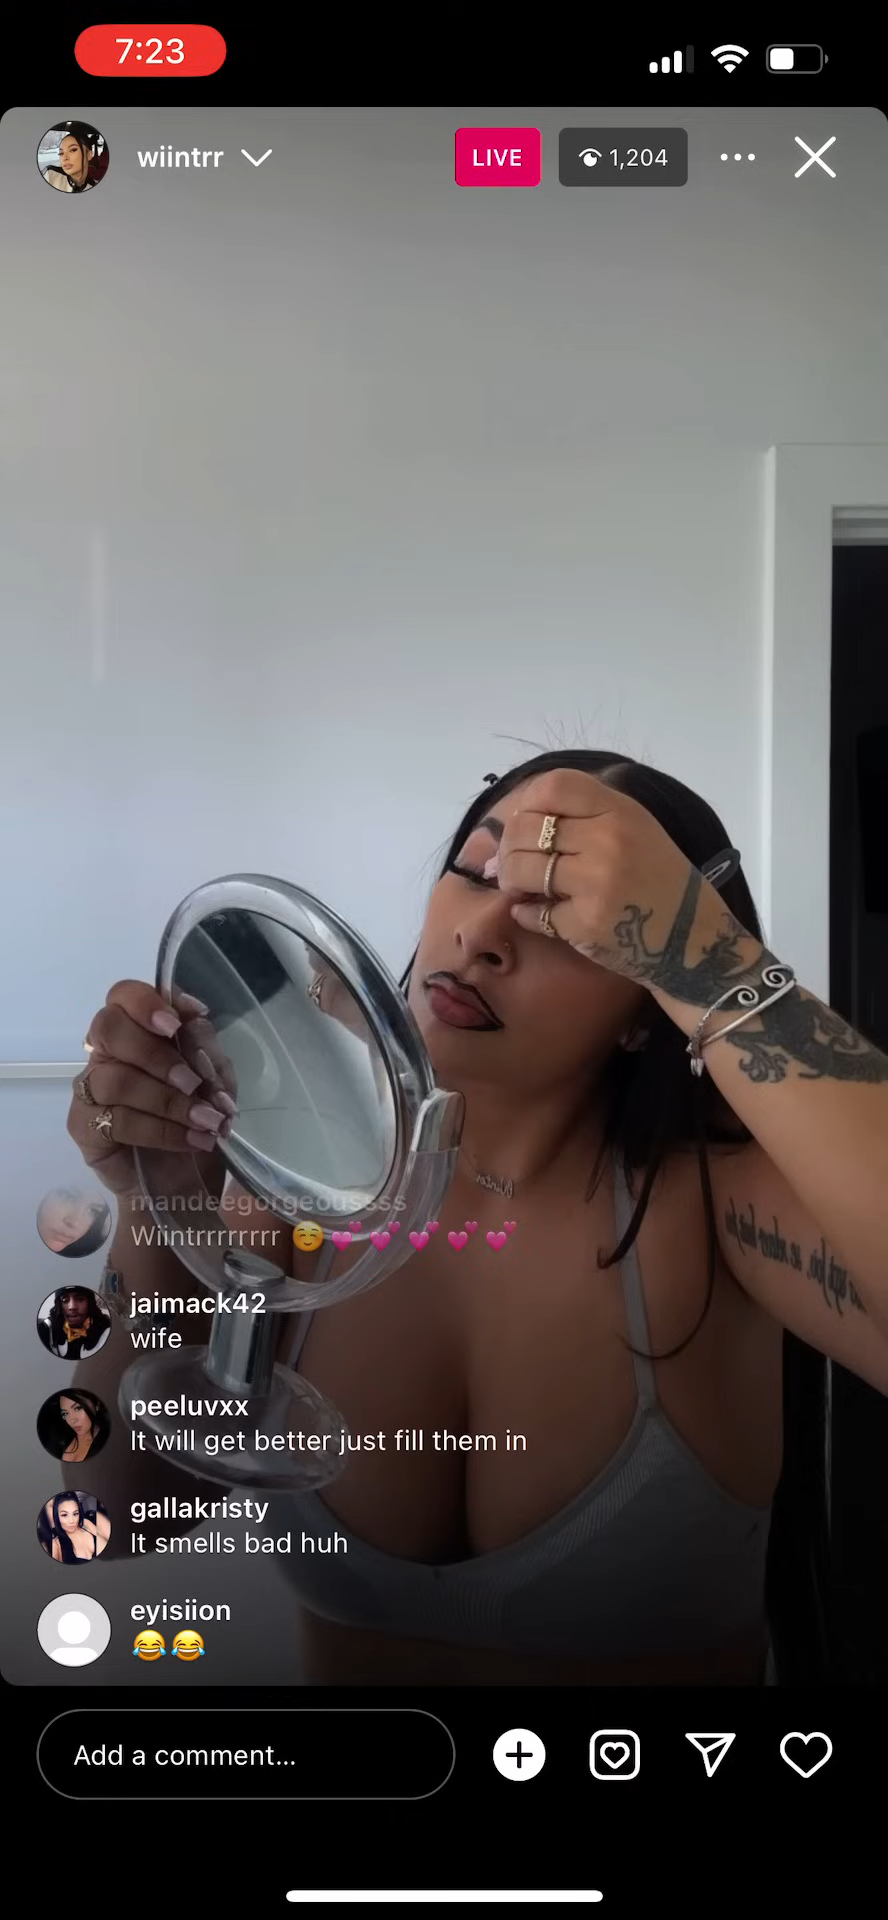 7:23
wiintrr
LIVE
1,204
mandeegorgeoussss
Wiintrrrrrrrr ☺️💕💕💕💕💕
jaimack42
wife
peeluvxx
It will get better just fill them in
gallakristy
It smells bad huh
eyisiion
😂😂
Add a comment...